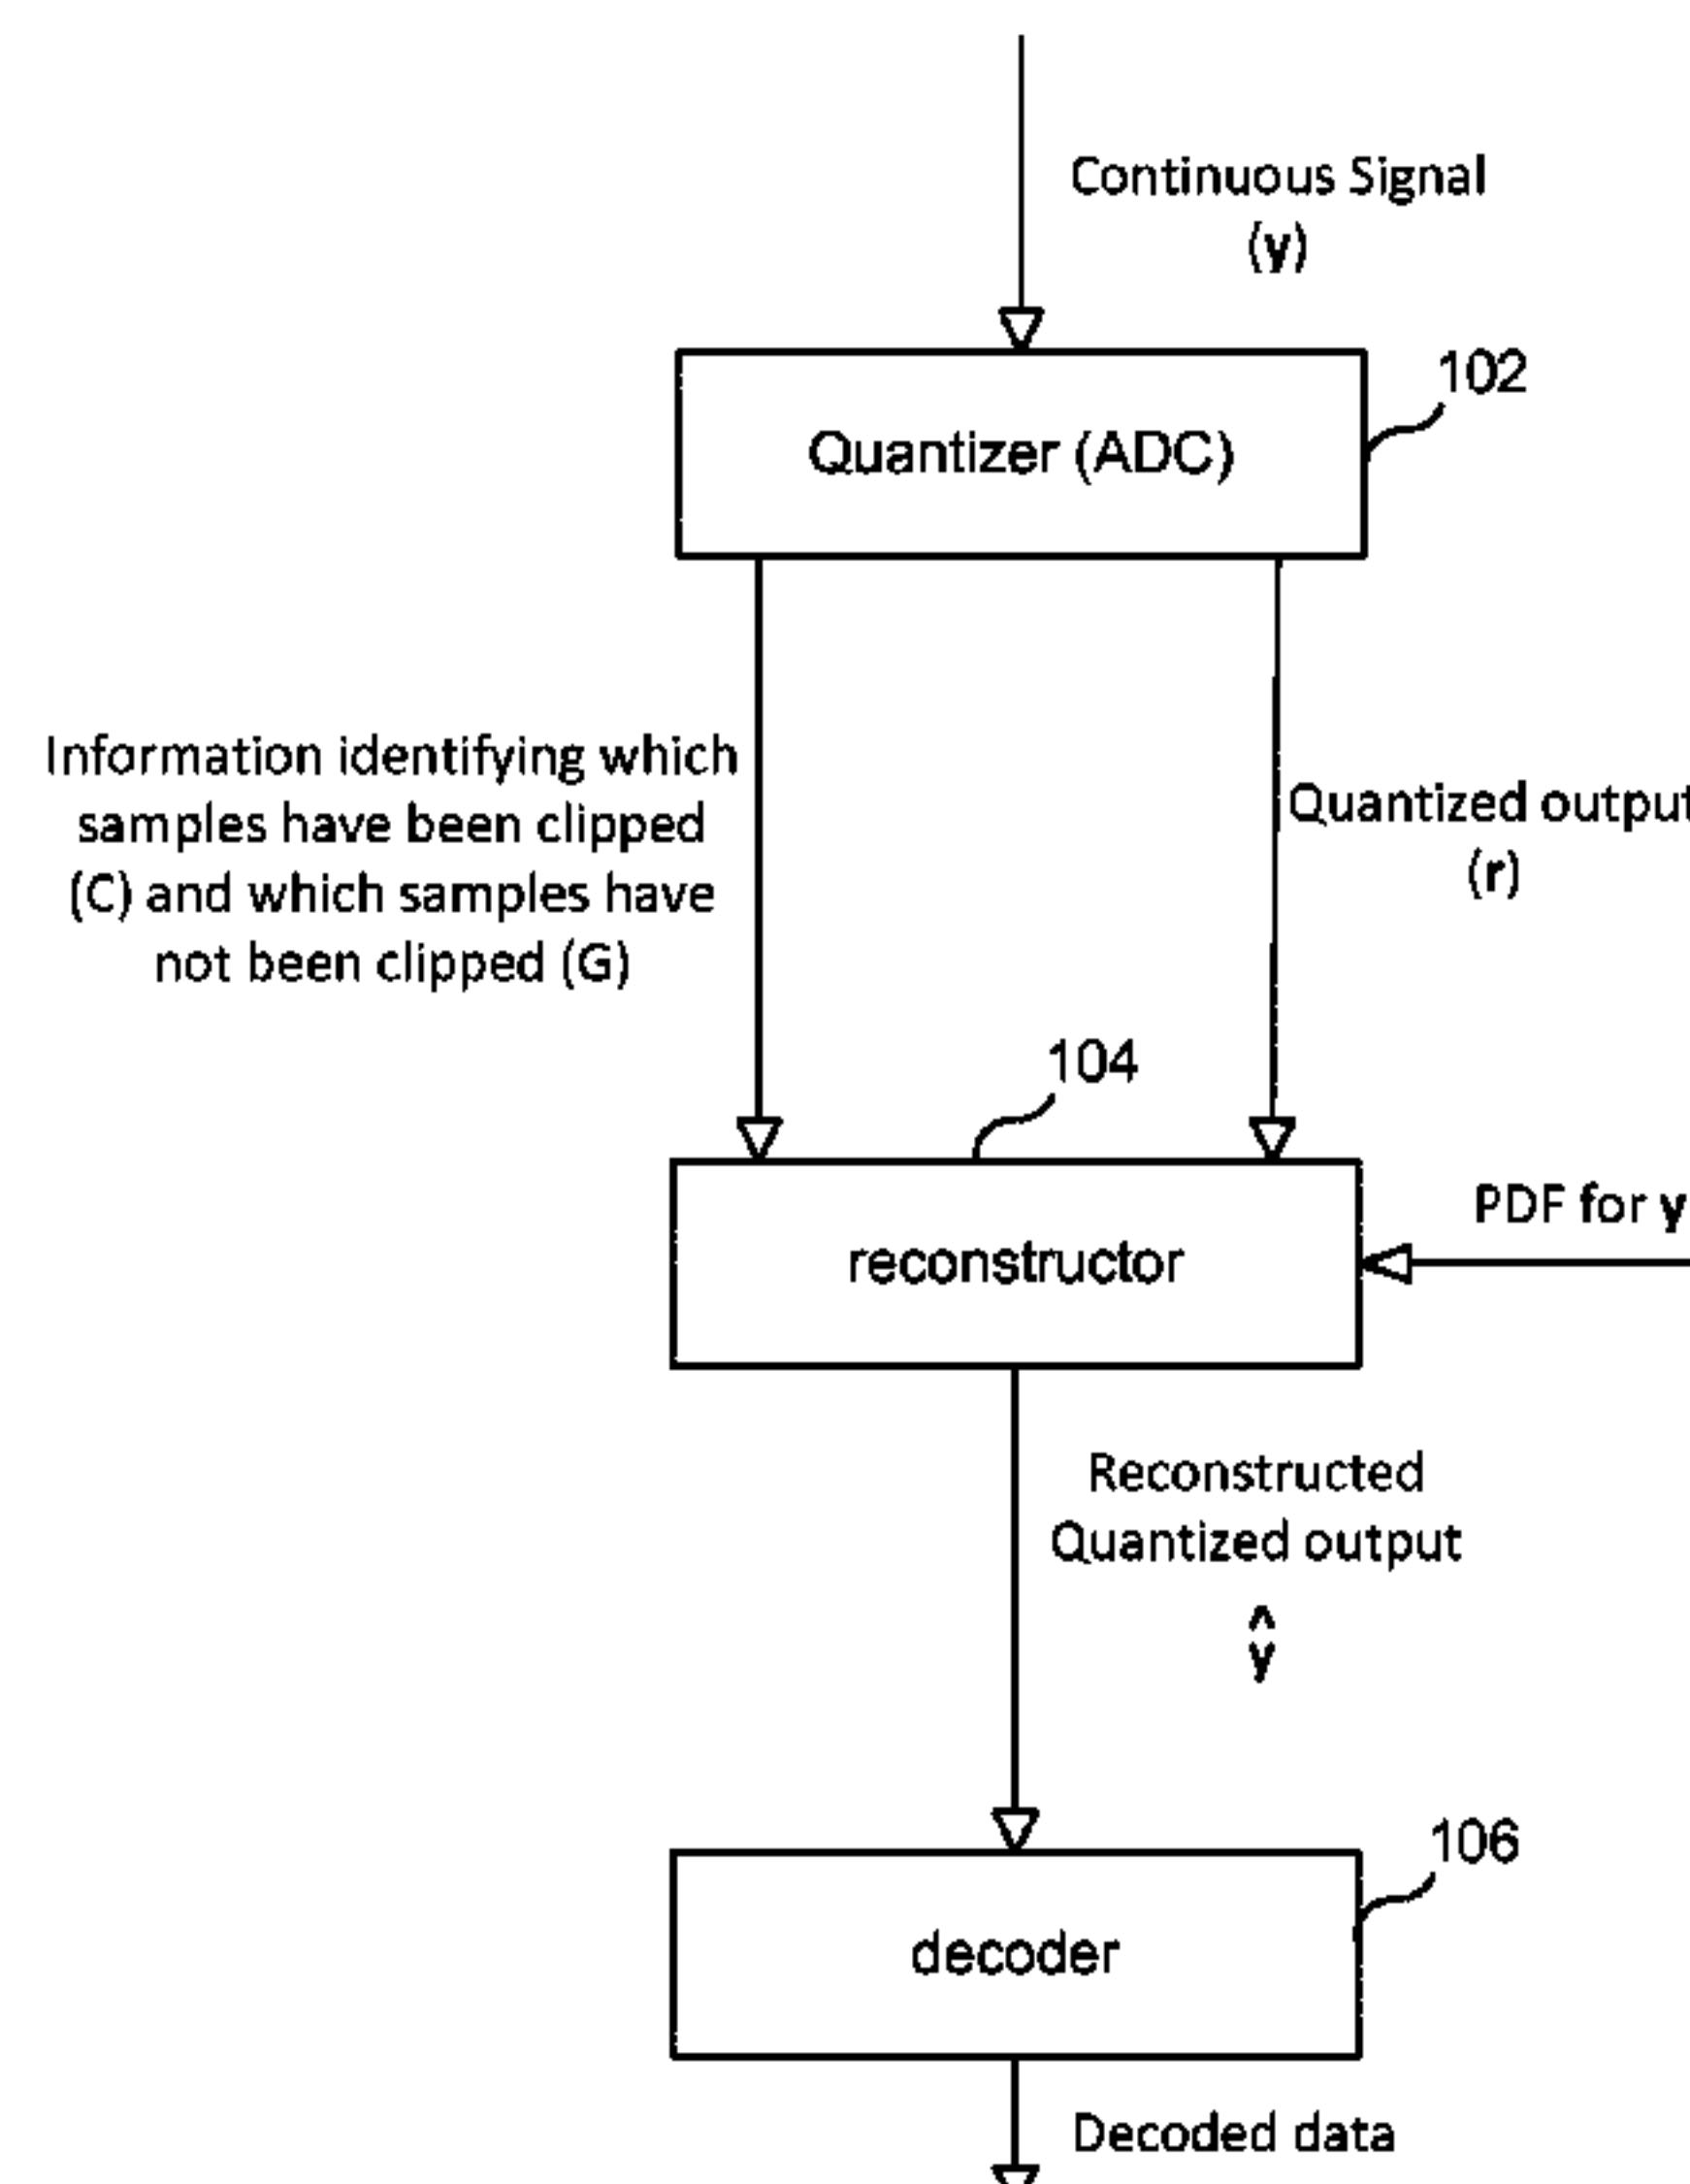 Continuous Signal
(y)
102
Quantizer (ADC)
Information identifying which
samples have been clipped
(C) and which samples have
not been clipped (G)
Quantized output
(r)
104
PDF for y
reconstructor
Reconstructed
Quantized output
ŷ
106
decoder
Decoded data